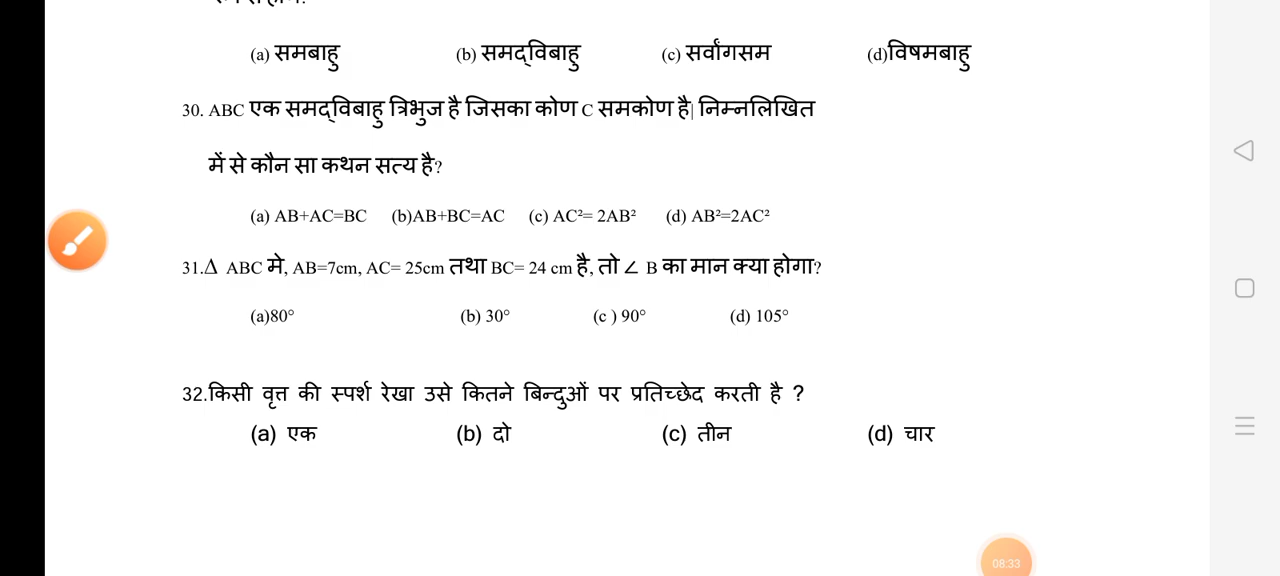 (a) समबाहु (b) समद्विबाहु (c) सर्वांगसम (d)विषमबाहु
30. ABC एक समद्विबाहु त्रिभुज है जिसका कोण C समकोण है| निम्नलिखित
में से कौन सा कथन सत्य है?
(a) AB+AC=BC (b)AB+BC=AC (c) AC²= 2AB² (d) AB²=2AC²
31.Δ ABC मे, AB=7cm, AC= 25cm तथा BC= 24 cm है, तो ∠ B का मान क्या होगा?
(a)80° (b) 30° (c ) 90° (d) 105°
32.किसी वृत्त की स्पर्श रेखा उसे कितने बिन्दुओं पर प्रतिच्छेद करती है ?
(a) एक (b) दो (c) तीन (d) चार
08:33